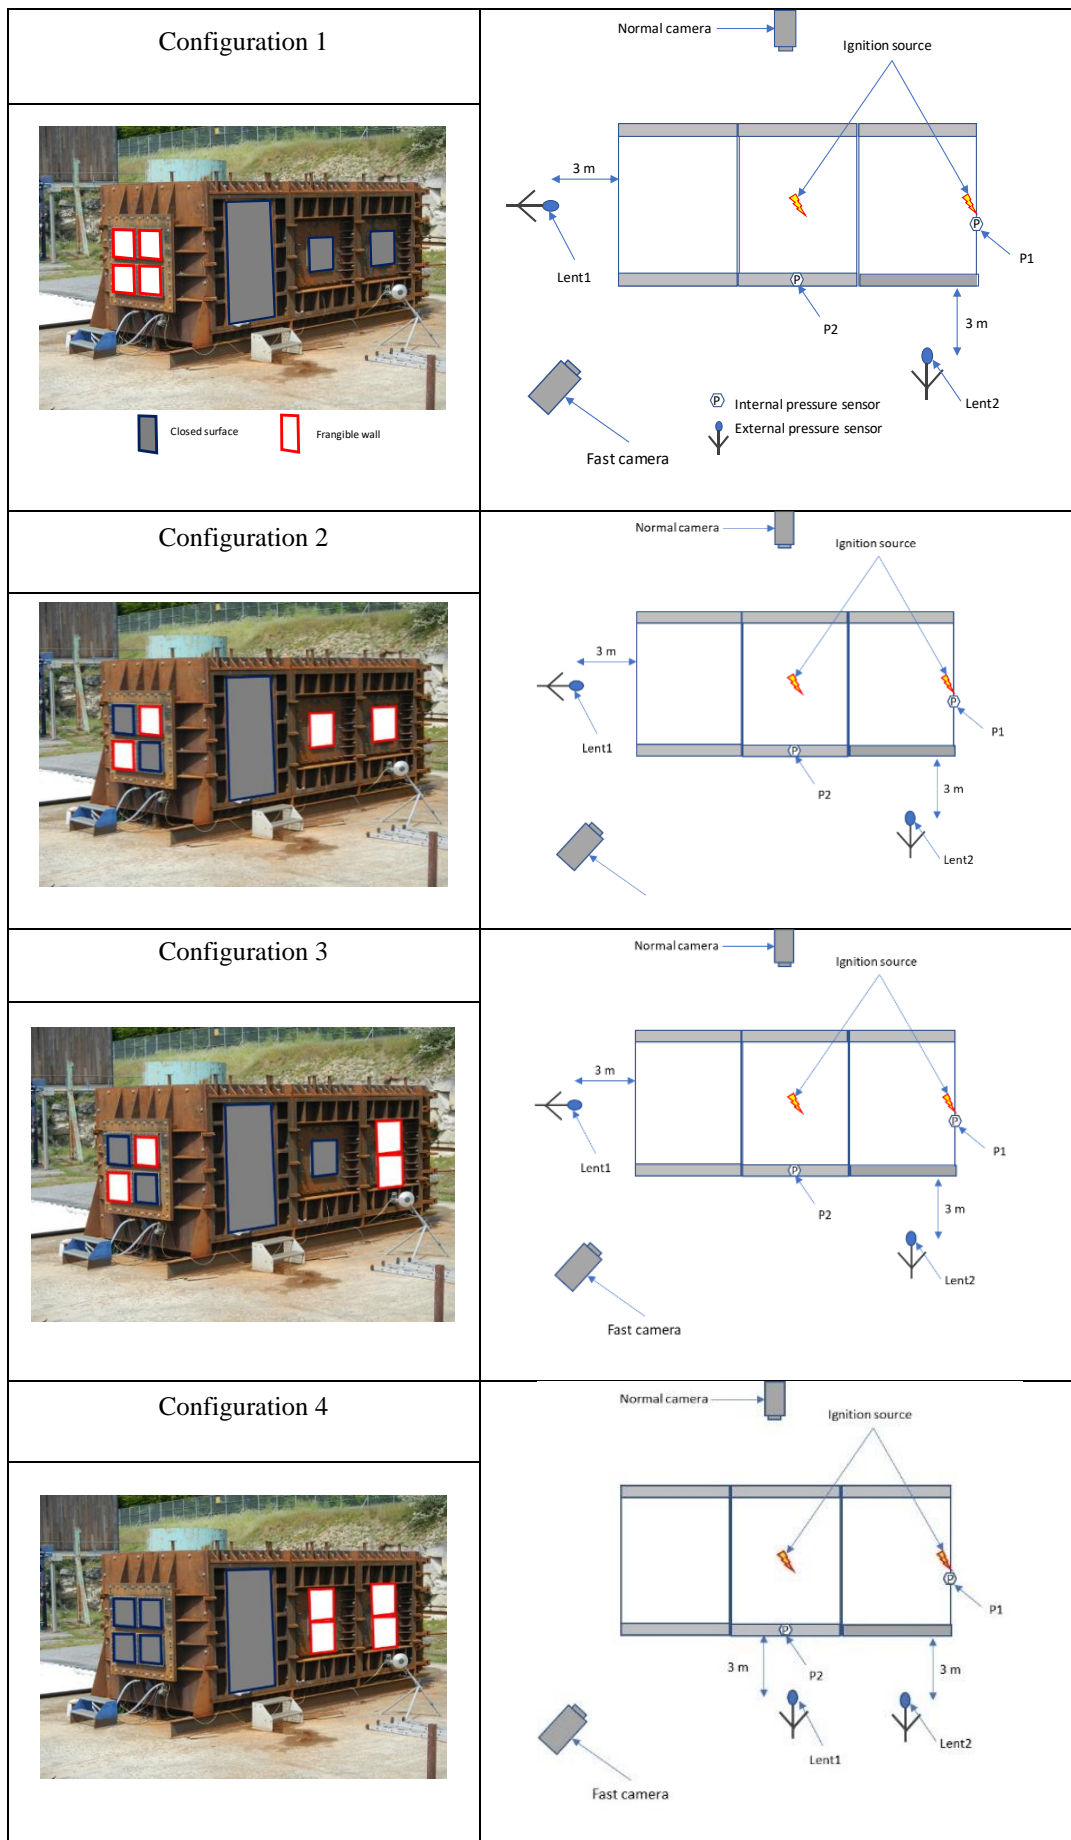 Configuration 1
Normal camera
Ignition source
3 m
Lent1
P
P1
P
P2
3 m
Lent2
P Internal pressure sensor
External pressure sensor
Fast camera
Closed surface
Frangible wall
Configuration 2
Normal camera
Ignition source
3 m
Lent1
P
P1
P
P2
3 m
Lent2
Configuration 3
Normal camera
Ignition source
3 m
Lent1
P
P1
P
P2
3 m
Lent2
Fast camera
Configuration 4
Normal camera
Ignition source
P
P1
P
P2
3 m
3 m
Lent1
Lent2
Fast camera